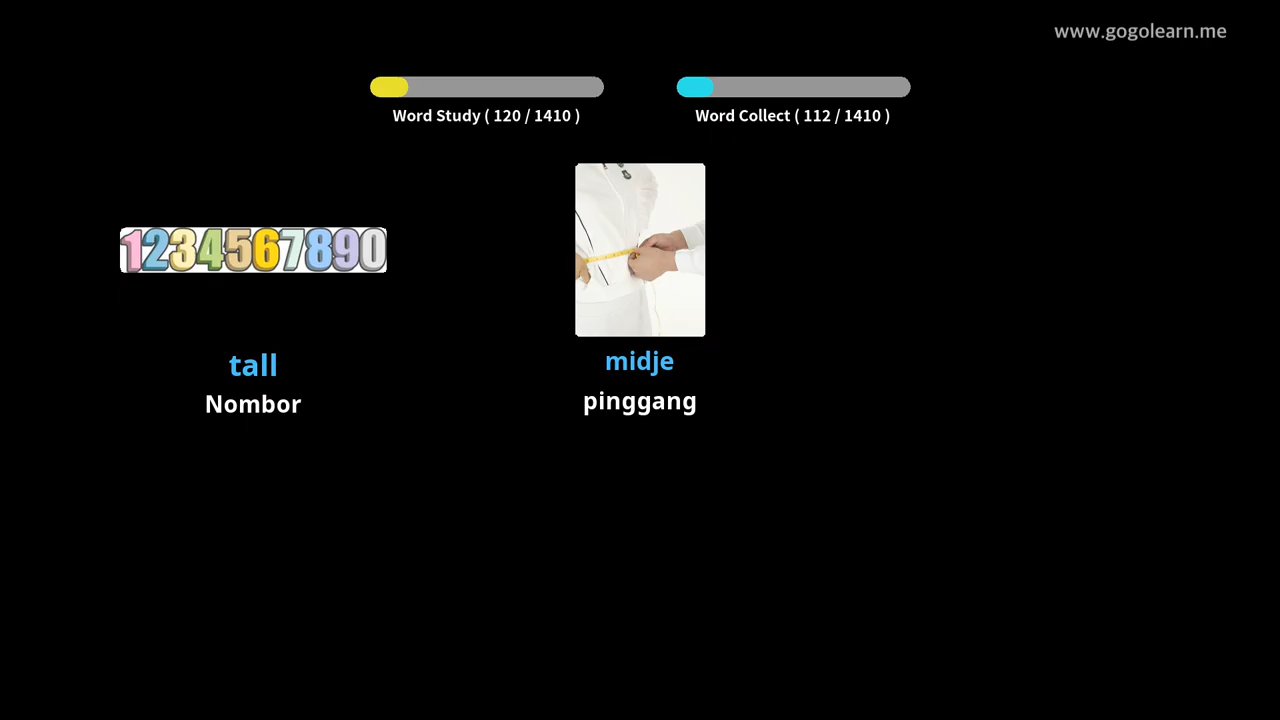 www.gogolearn.me
Word Study ( 120 / 1410 )
Word Collect ( 112 / 1410 )
1234567890
tall
Nombor
midje
pinggang